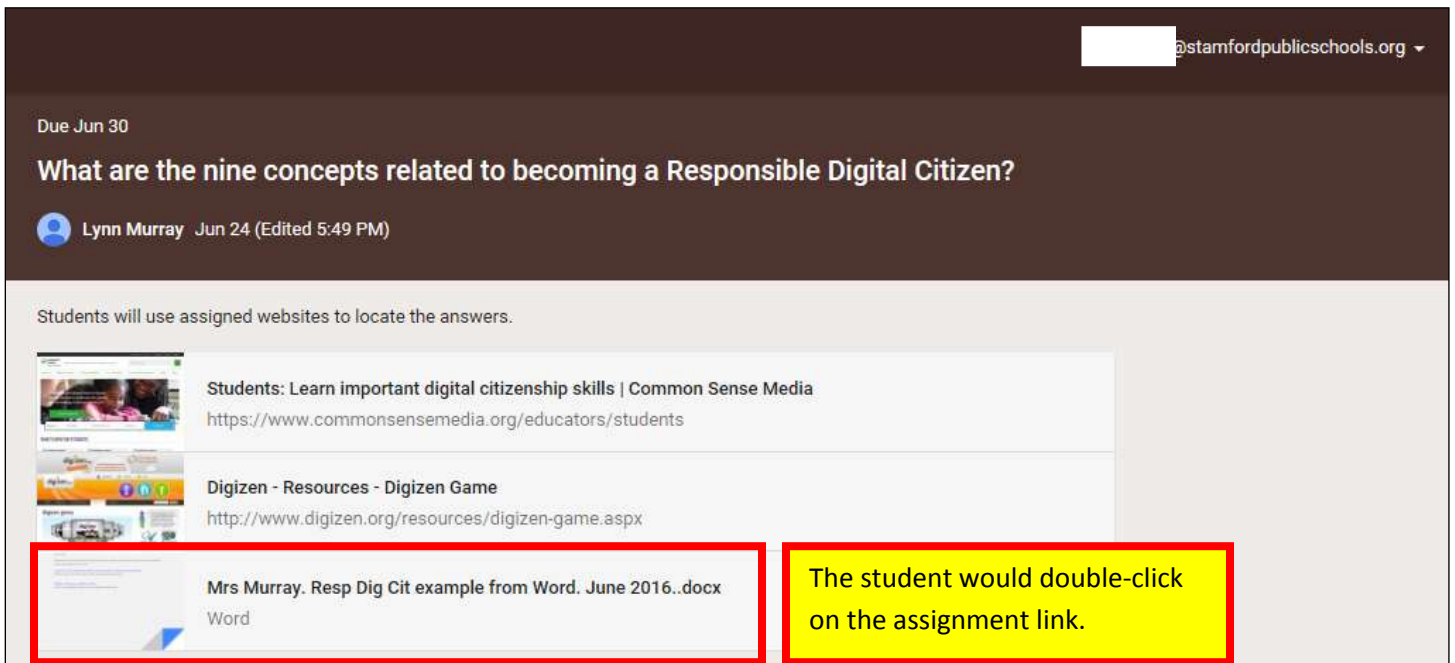 @stamfordpublicschools.org
Due Jun 30
What are the nine concepts related to becoming a Responsible Digital Citizen?
Lynn Murray Jun 24 (Edited 5:49 PM)
Students will use assigned websites to locate the answers.
Students: Learn important digital citizenship skills | Common Sense Media
https://www.commonsensemedia.org/educators/students
Digizen - Resources - Digizen Game
http://www.digizen.org/resources/digizen-game.aspx
Mrs Murray. Resp Dig Cit example from Word. June 2016..docx
Word
The student would double-click
on the assignment link.